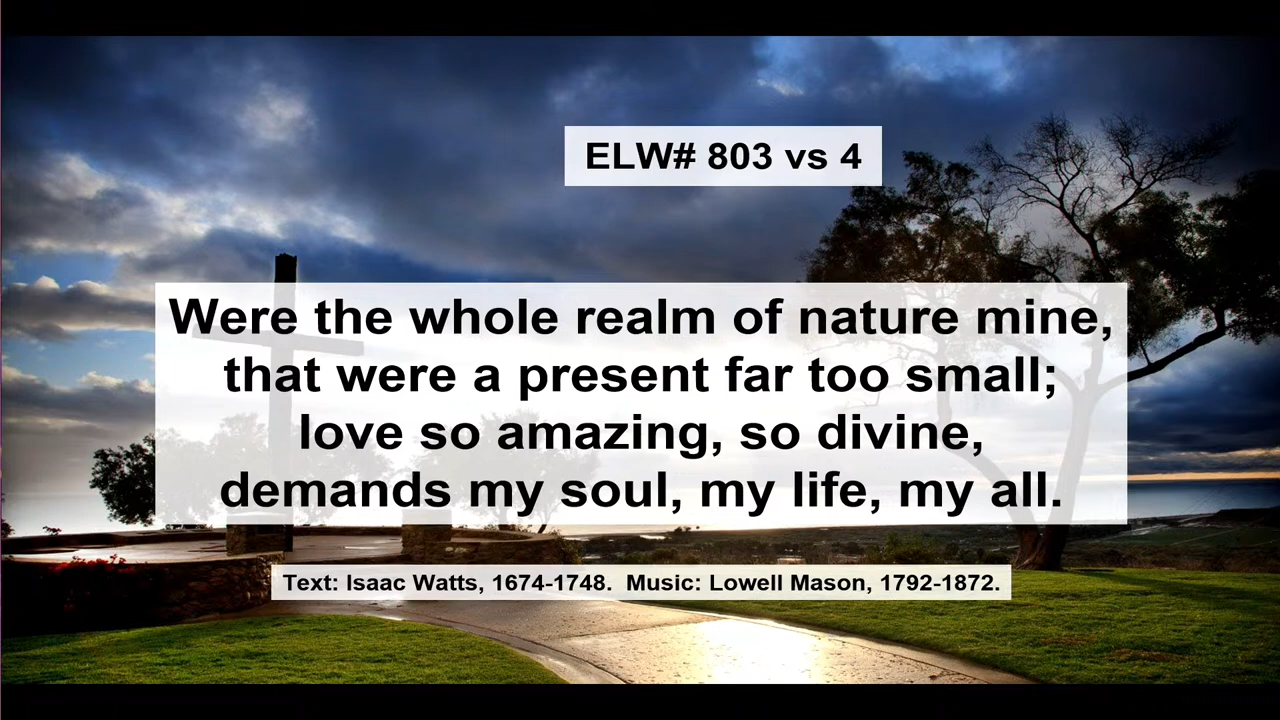 ELW# 803 vs 4
Were the whole realm of nature mine,
that were a present far too small;
love so amazing, so divine,
demands my soul, my life, my all.
Text: Isaac Watts, 1674-1748.  Music: Lowell Mason, 1792-1872.